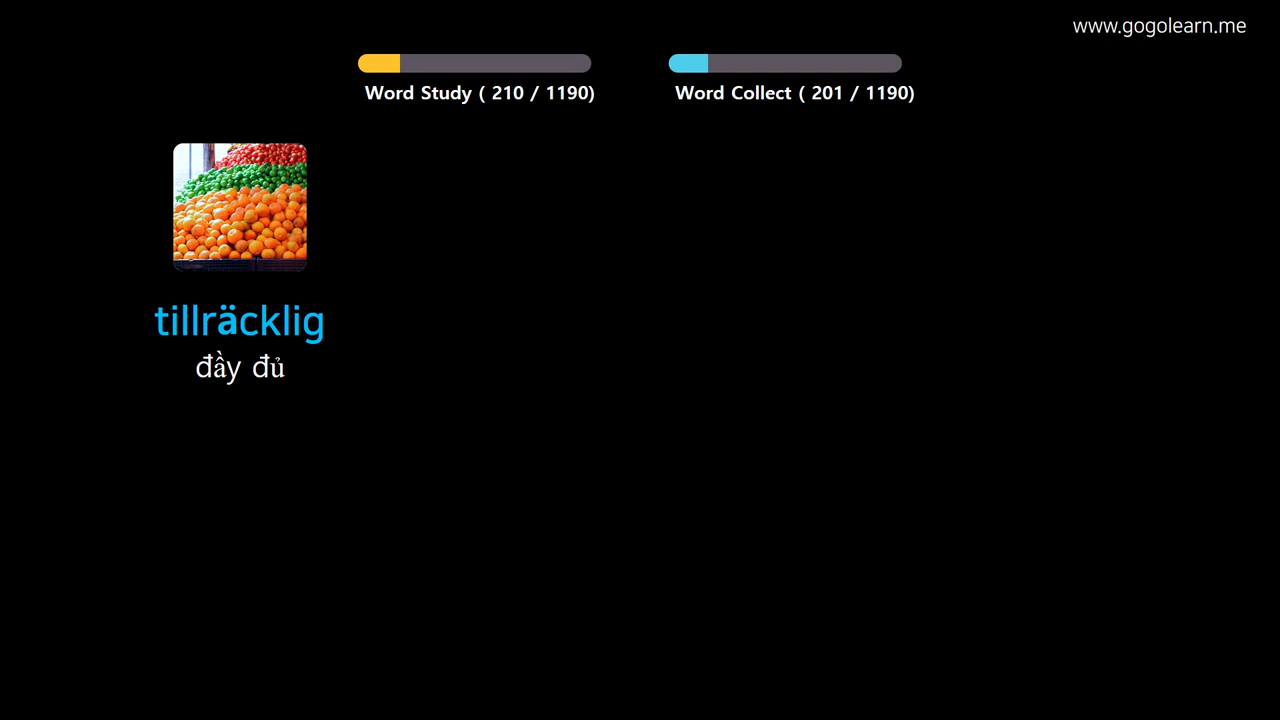 www.gogolearn.me
Word Study ( 210 / 1190)
Word Collect ( 201 / 1190)
tillräcklig
đầy đủ